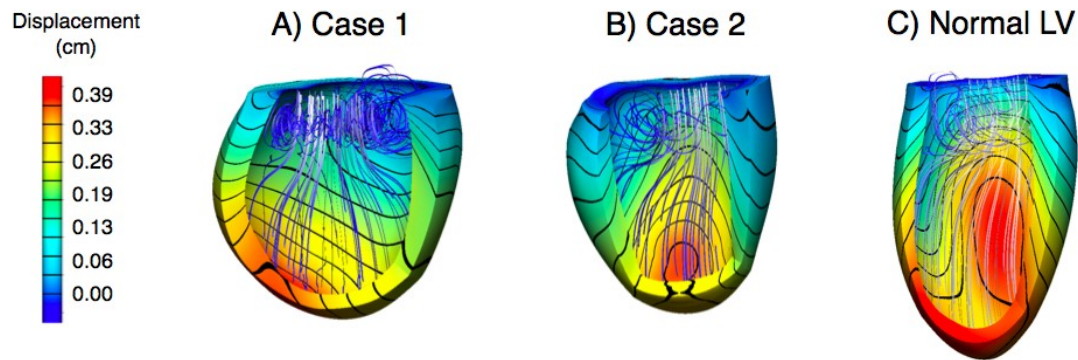 Displacement
(cm)
0.39
0.33
0.26
0.19
0.13
0.06
0.00
A) Case 1
B) Case 2
C) Normal LV